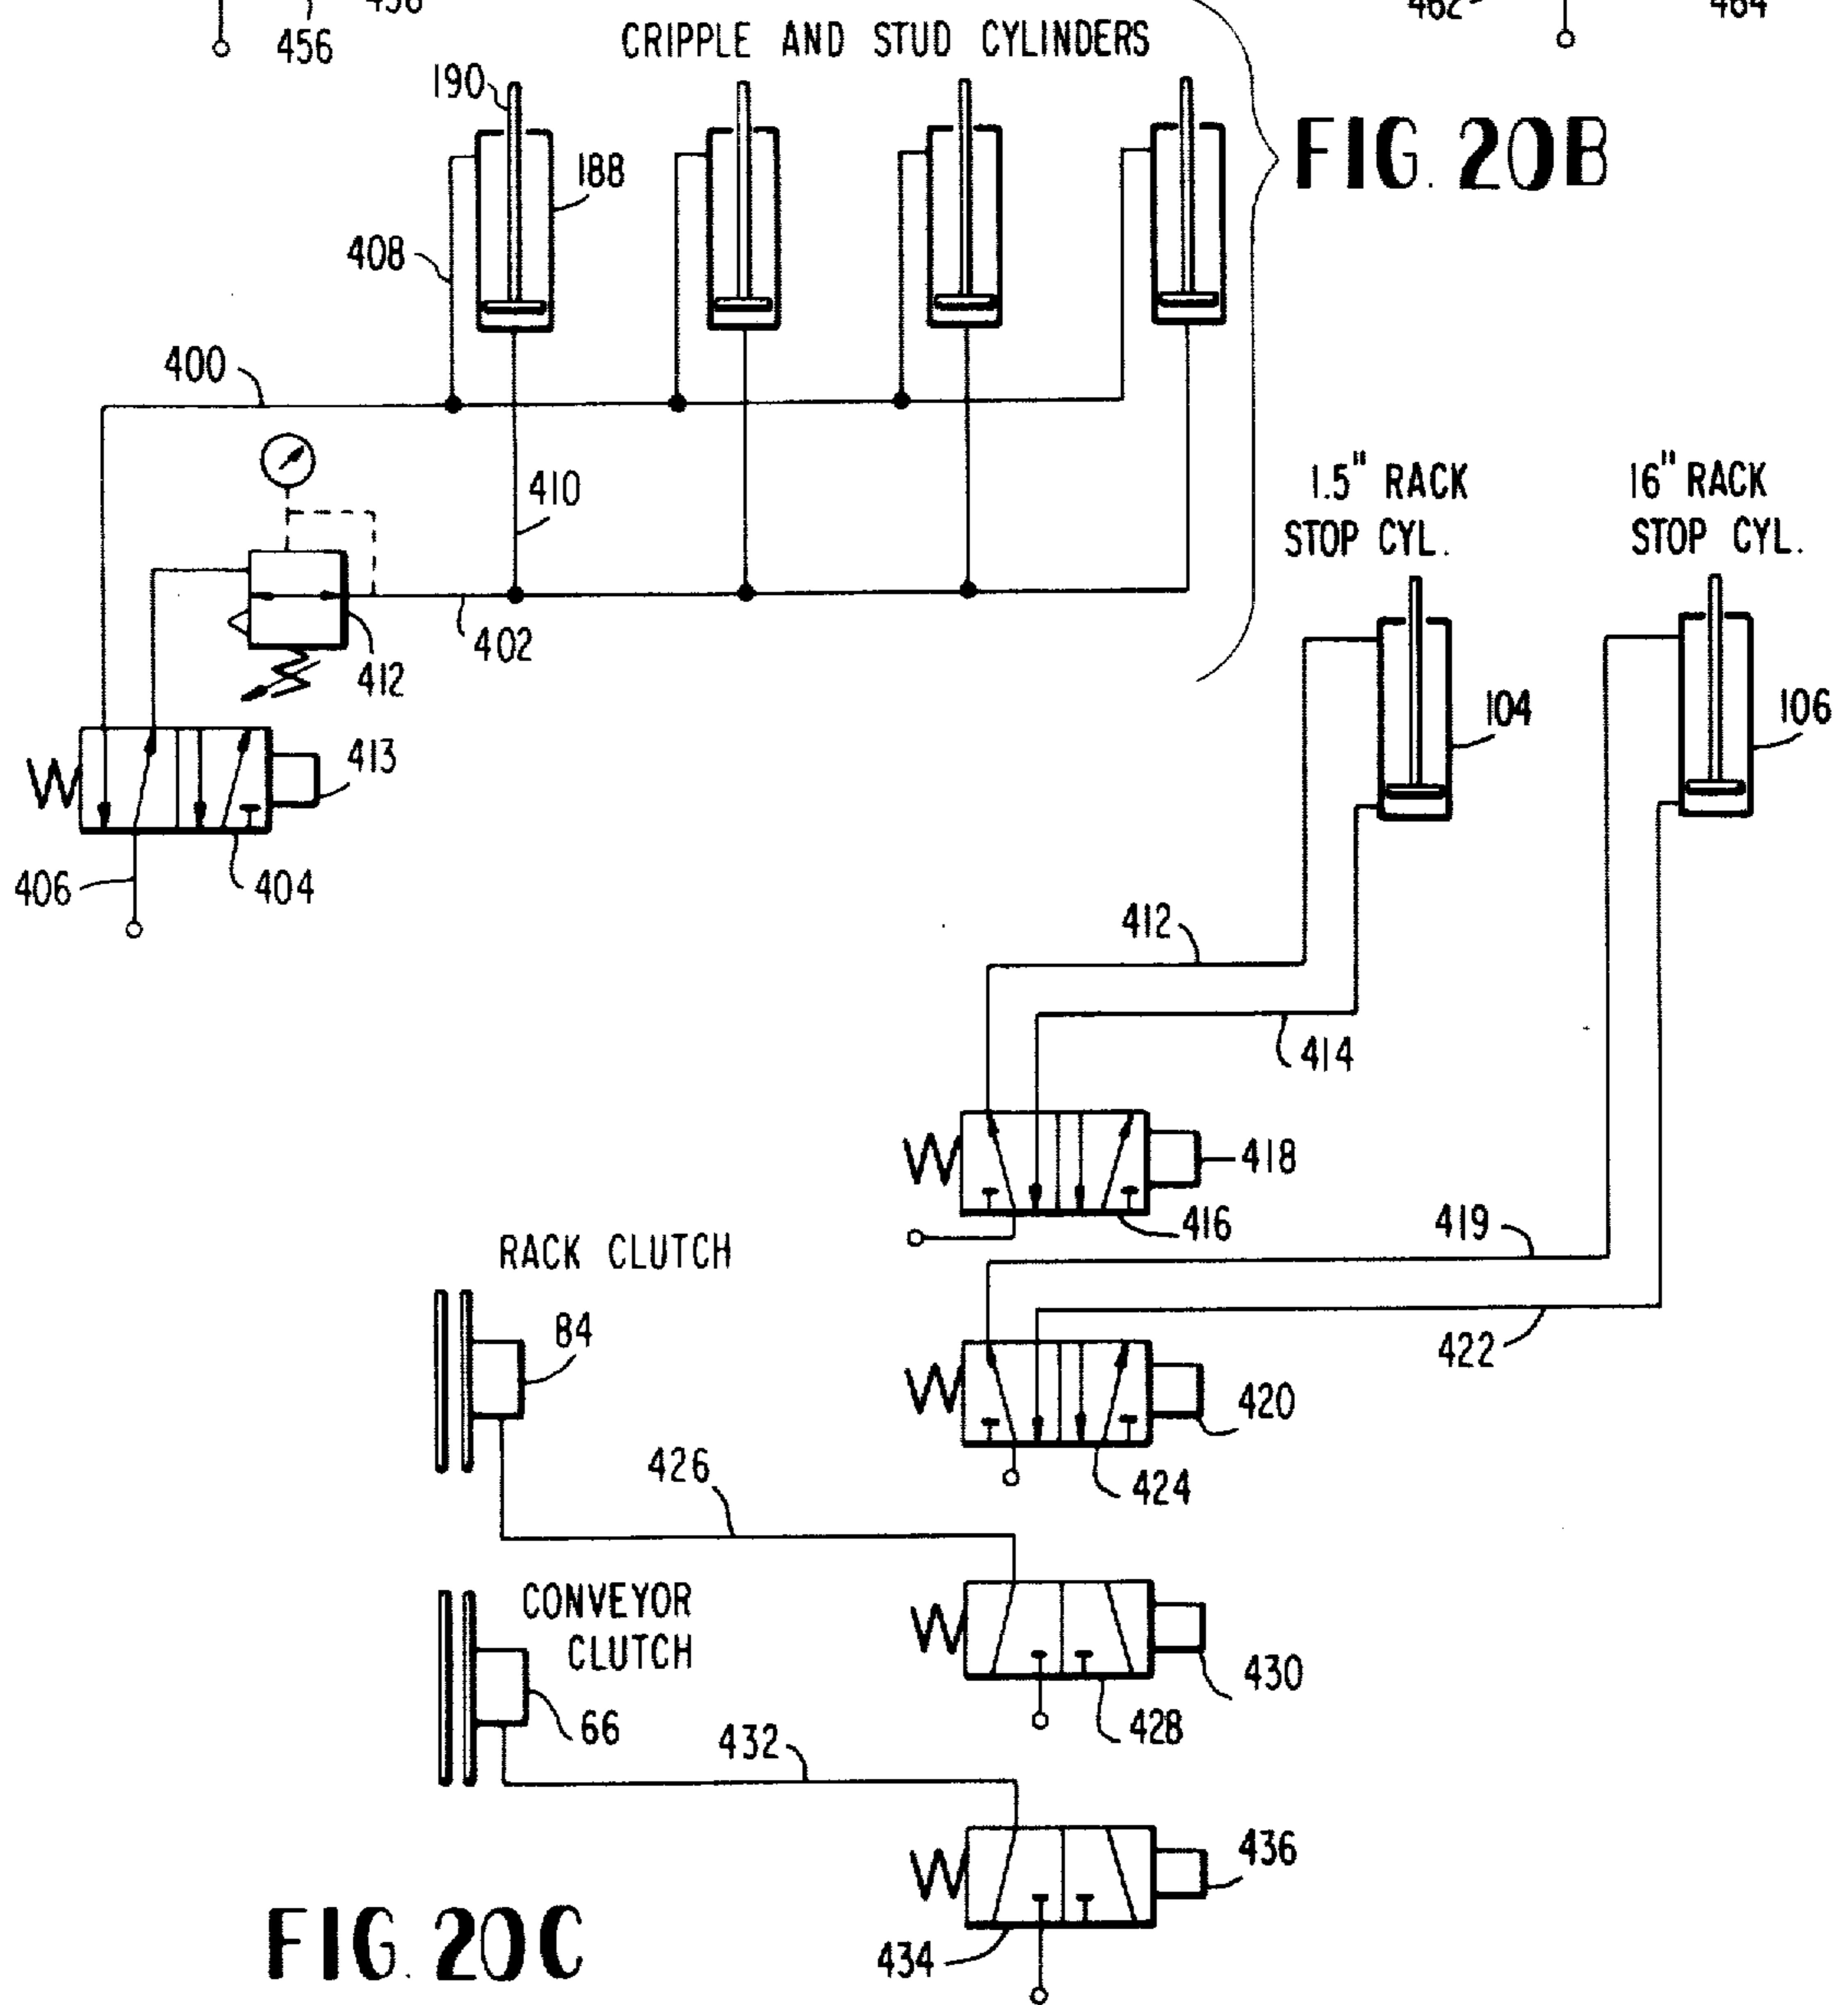 456
CRIPPLE AND STUD CYLINDERS
190
188
FIG. 20B
408
400
410
402
412
413
406
404
1.5" RACK
STOP CYL.
16" RACK
STOP CYL.
104
106
412
414
418
416
419
422
RACK CLUTCH
84
420
424
426
CONVEYOR
CLUTCH
66
430
428
432
436
434
FIG. 20C